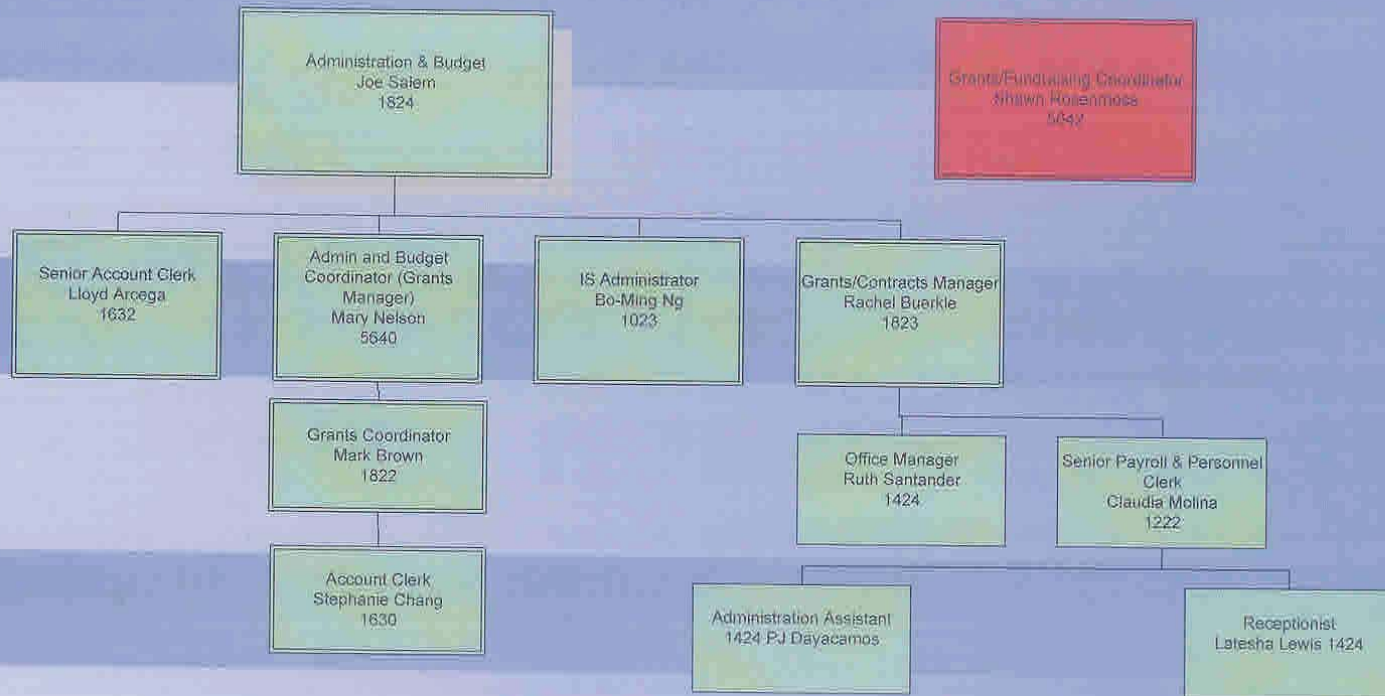 Administration & Budget
Joe Salem
1824
Grants/Fundraising Coordinator
Shawn Rosenmoss
5642
Senior Account Clerk
Lloyd Arcega
1632
Admin and Budget
Coordinator (Grants
Manager)
Mary Nelson
5640
IS Administrator
Bo-Ming Ng
1023
Grants/Contracts Manager
Rachel Buerkle
1823
Grants Coordinator
Mark Brown
1822
Office Manager
Ruth Santander
1424
Senior Payroll & Personnel
Clerk
Claudia Molina
1222
Account Clerk
Stephanie Chang
1630
Administration Assistant
1424 PJ Dayacamos
Receptionist
Latesha Lewis 1424